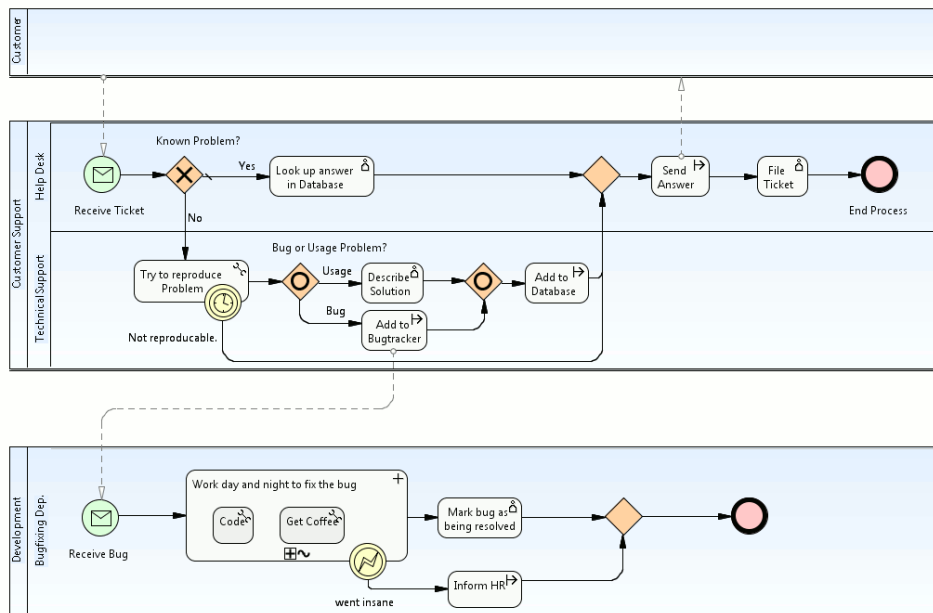 Customer
Customer Support
Help Desk
Known Problem?
Receive Ticket
Yes
Look up answer
in Database
Send
Answer
File
Ticket
End Process
No
TechnicalSupport
Bug or Usage Problem?
Try to reproduce
Problem
Usage
Describe
Solution
Add to
Database
Bug
Add to
Bugtracker
Not reproducable.
Development
Bugfixing Dep.
Receive Bug
Work day and night to fix the bug
Code
Get Coffee
Mark bug as
being resolved
went insane
Inform HR